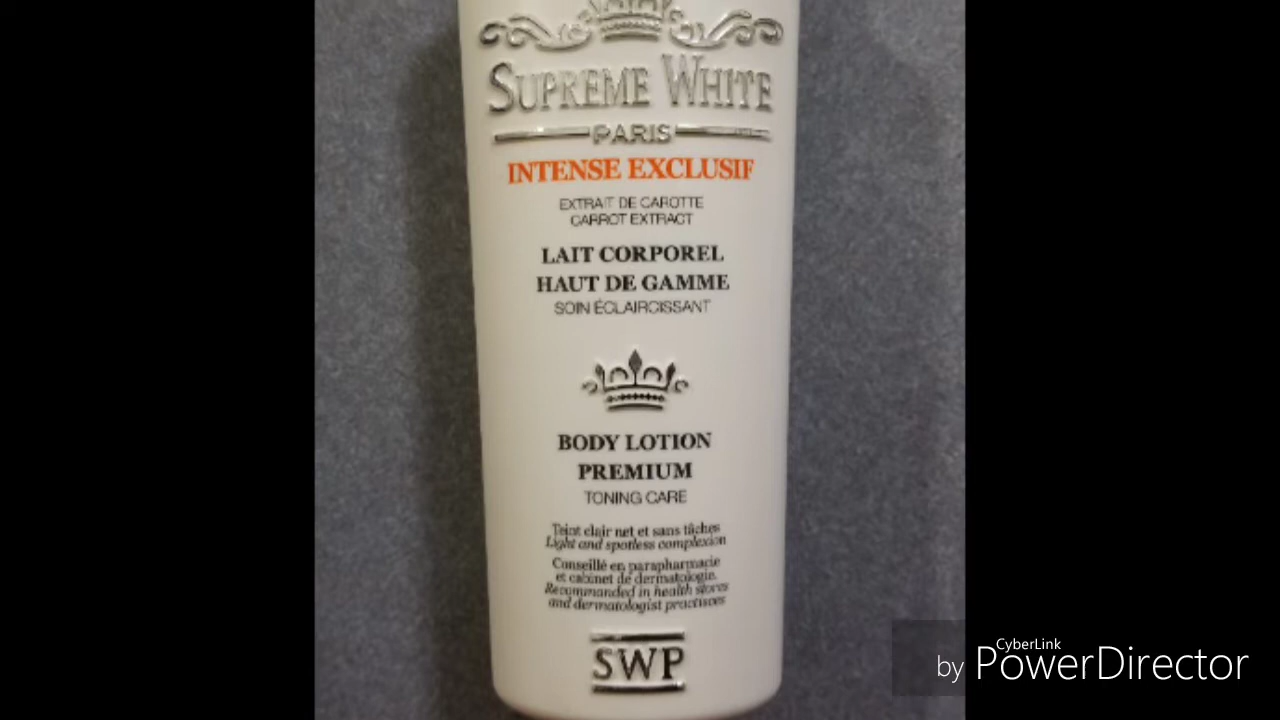 SUPREME WHITE
PARIS
INTENSE EXCLUSIF
EXTRAIT DE CAROTTE
CARROT EXTRACT
LAIT CORPOREL
HAUT DE GAMME
SOIN ÉCLAIRCISSANT
BODY LOTION
PREMIUM
TONING CARE
Teint clair net et sans tâches
Light and spotless complexion
Conseillé en parapharmacie
et cabinet de dermatologie.
Recommanded in health stores
and dermatologist practisces
SWP
CyberLink
by PowerDirector